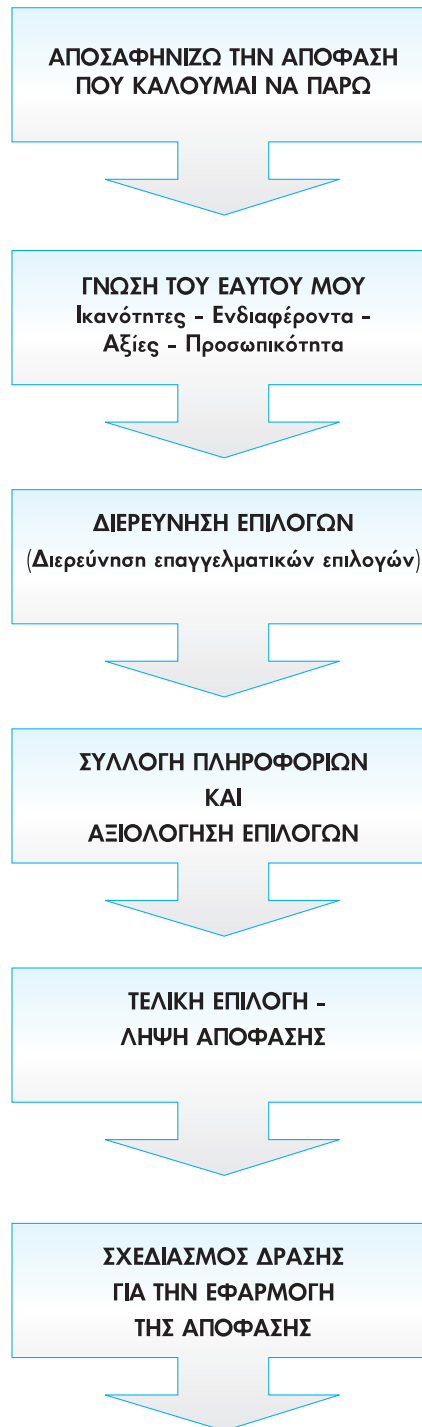 ΑΠΟΣΑΦΗΝΙΖΩ ΤΗΝ ΑΠΟΦΑΣΗ
ΠΟΥ ΚΑΛΟΥΜΑΙ ΝΑ ΠΑΡΩ
ΓΝΩΣΗ ΤΟΥ ΕΑΥΤΟΥ ΜΟΥ
Ικανότητες - Ενδιαφέροντα -
Αξίες - Προσωπικότητα
ΔΙΕΡΕΥΝΗΣΗ ΕΠΙΛΟΓΩΝ
(Διερεύνηση επαγγελματικών επιλογών)
ΣΥΛΛΟΓΗ ΠΛΗΡΟΦΟΡΙΩΝ
ΚΑΙ
ΑΞΙΟΛΟΓΗΣΗ ΕΠΙΛΟΓΩΝ
ΤΕΛΙΚΗ ΕΠΙΛΟΓΗ -
ΛΗΨΗ ΑΠΟΦΑΣΗΣ
ΣΧΕΔΙΑΣΜΟΣ ΔΡΑΣΗΣ
ΓΙΑ ΤΗΝ ΕΦΑΡΜΟΓΗ
ΤΗΣ ΑΠΟΦΑΣΗΣ